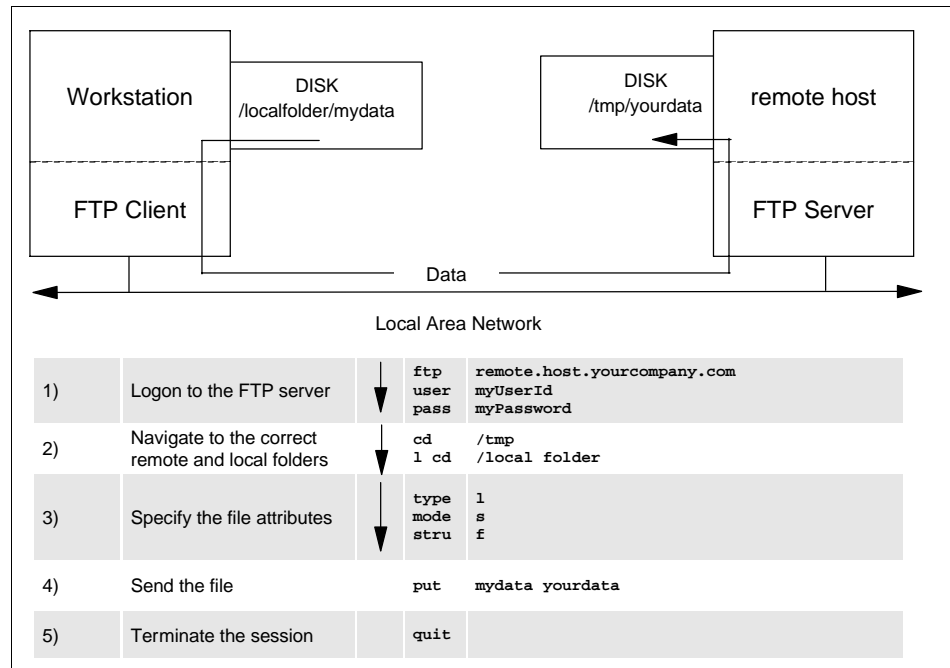 Workstation
DISK
/localfolder/mydata
DISK
/tmp/yourdata
remote host
FTP Client
FTP Server
Data
Local Area Network
1) Logon to the FTP server ftp remote.host.yourcompany.com
user myUserId
pass myPassword
2) Navigate to the correct remote and local folders cd /tmp
l cd /local folder
3) Specify the file attributes type l
mode s
stru f
4) Send the file put mydata yourdata
5) Terminate the session quit